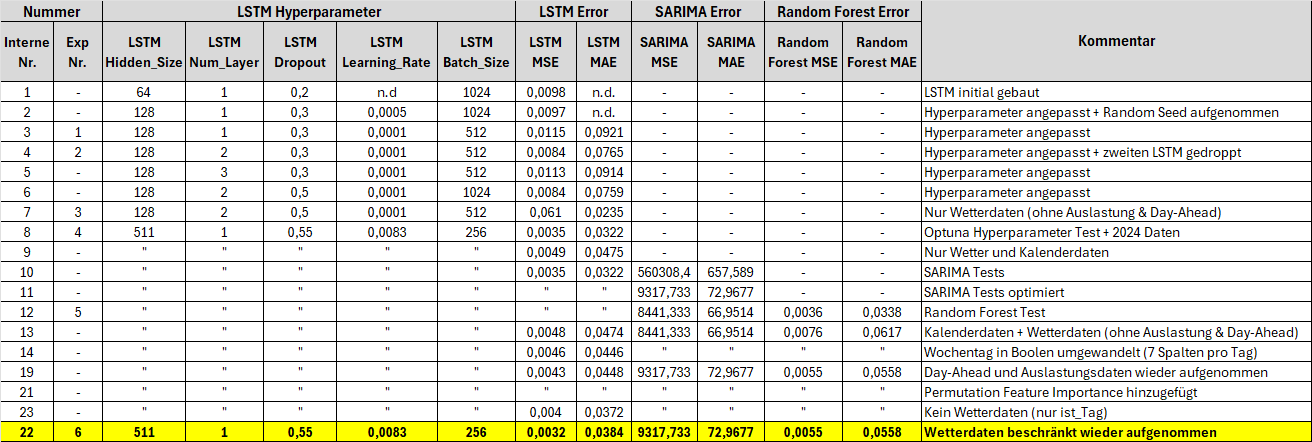 Nummer LSTM Hyperparameter LSTM Error SARIMA Error Random Forest Error Kommentar
Interne Nr. Exp Nr. LSTM Hidden_Size LSTM Num_Layer LSTM Dropout LSTM Learning_Rate LSTM Batch_Size LSTM MSE LSTM MAE SARIMA MSE SARIMA MAE Random Forest MSE Random Forest MAE
1 - 64 1 0,2 n.d 1024 0,0098 n.d. - - - - LSTM initial gebaut
2 - 128 1 0,3 0,0005 1024 0,0097 n.d. - - - - Hyperparameter angepasst + Random Seed aufgenommen
3 1 128 1 0,3 0,0001 512 0,0115 0,0921 - - - - Hyperparameter angepasst
4 2 128 2 0,3 0,0001 512 0,0084 0,0765 - - - - Hyperparameter angepasst + zweiten LSTM gedroppt
5 - 128 3 0,3 0,0001 512 0,0113 0,0914 - - - - Hyperparameter angepasst
6 - 128 2 0,5 0,0001 1024 0,0084 0,0759 - - - - Hyperparameter angepasst
7 3 128 2 0,5 0,0001 512 0,061 0,0235 - - - - Nur Wetterdaten (ohne Auslastung & Day-Ahead)
8 4 511 1 0,55 0,0083 256 0,0035 0,0322 - - - - Optuna Hyperparameter Test + 2024 Daten
9 - " " " " " 0,0049 0,0475 - - - - Nur Wetter und Kalenderdaten
10 - " " " " " 0,0035 0,0322 560308,4 657,589 - - SARIMA Tests
11 - " " " " " " " 9317,733 72,9677 - - SARIMA Tests optimiert
12 5 " " " " " " " 8441,333 66,9514 0,0036 0,0338 Random Forest Test
13 - " " " " " 0,0048 0,0474 8441,333 66,9514 0,0076 0,0617 Kalenderdaten + Wetterdaten (ohne Auslastung & Day-Ahead)
14 - " " " " " 0,0046 0,0446 " " " " Wochentag in Boolen umgewandelt (7 Spalten pro Tag)
19 - " " " " " 0,0043 0,0448 9317,733 72,9677 0,0055 0,0558 Day-Ahead und Auslastungsdaten wieder aufgenommen
21 - " " " " " " " " " " " Permutation Feature Importance hinzugefügt
23 - " " " " " 0,004 0,0372 " " " " Kein Wetterdaten (nur ist_Tag)
22 6 511 1 0,55 0,0083 256 0,0032 0,0384 9317,733 72,9677 0,0055 0,0558 Wetterdaten beschränkt wieder aufgenommen